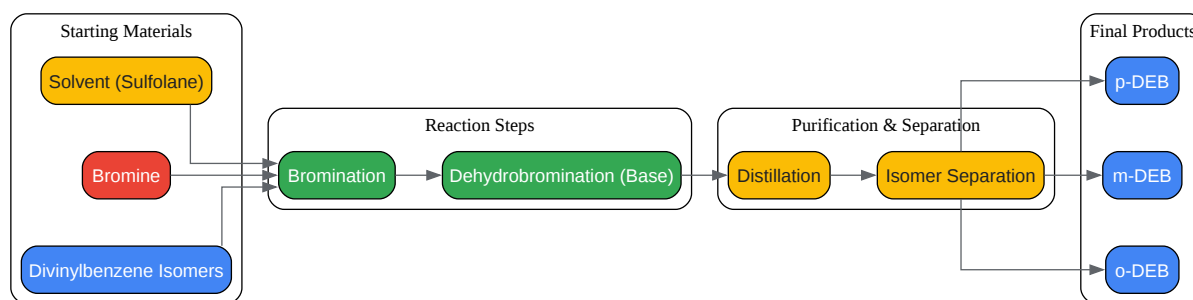 Starting Materials
Solvent (Sulfolane)
Bromine
Divinylbenzene Isomers
Reaction Steps
Bromination
Dehydrobromination (Base)
Purification & Separation
Distillation
Isomer Separation
Final Products
p-DEB
m-DEB
o-DEB